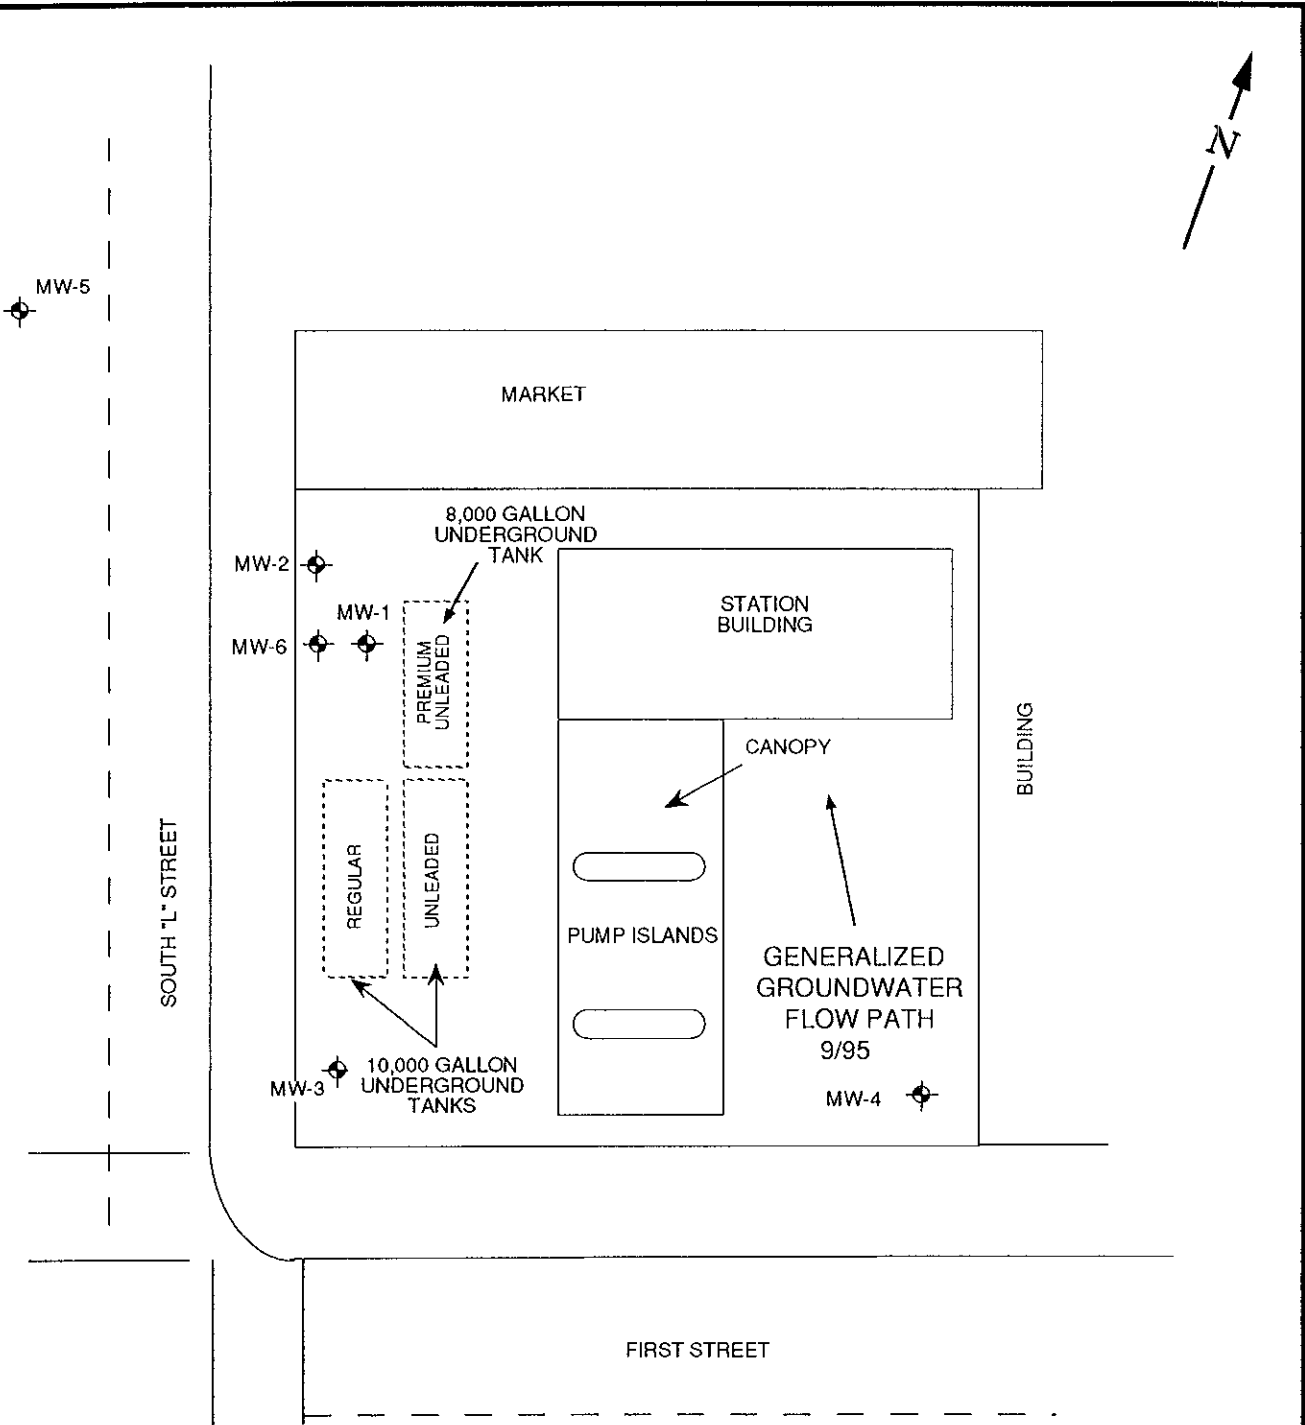 N
MW-5
MARKET
8,000 GALLON
UNDERGROUND
TANK
MW-2
MW-1
MW-6
PREMIUM
UNLEADED
STATION
BUILDING
CANOPY
BUILDING
SOUTH "L" STREET
REGULAR
UNLEADED
PUMP ISLANDS
GENERALIZED
GROUNDWATER
FLOW PATH
9/95
MW-3
10,000 GALLON
UNDERGROUND
TANKS
MW-4
FIRST STREET